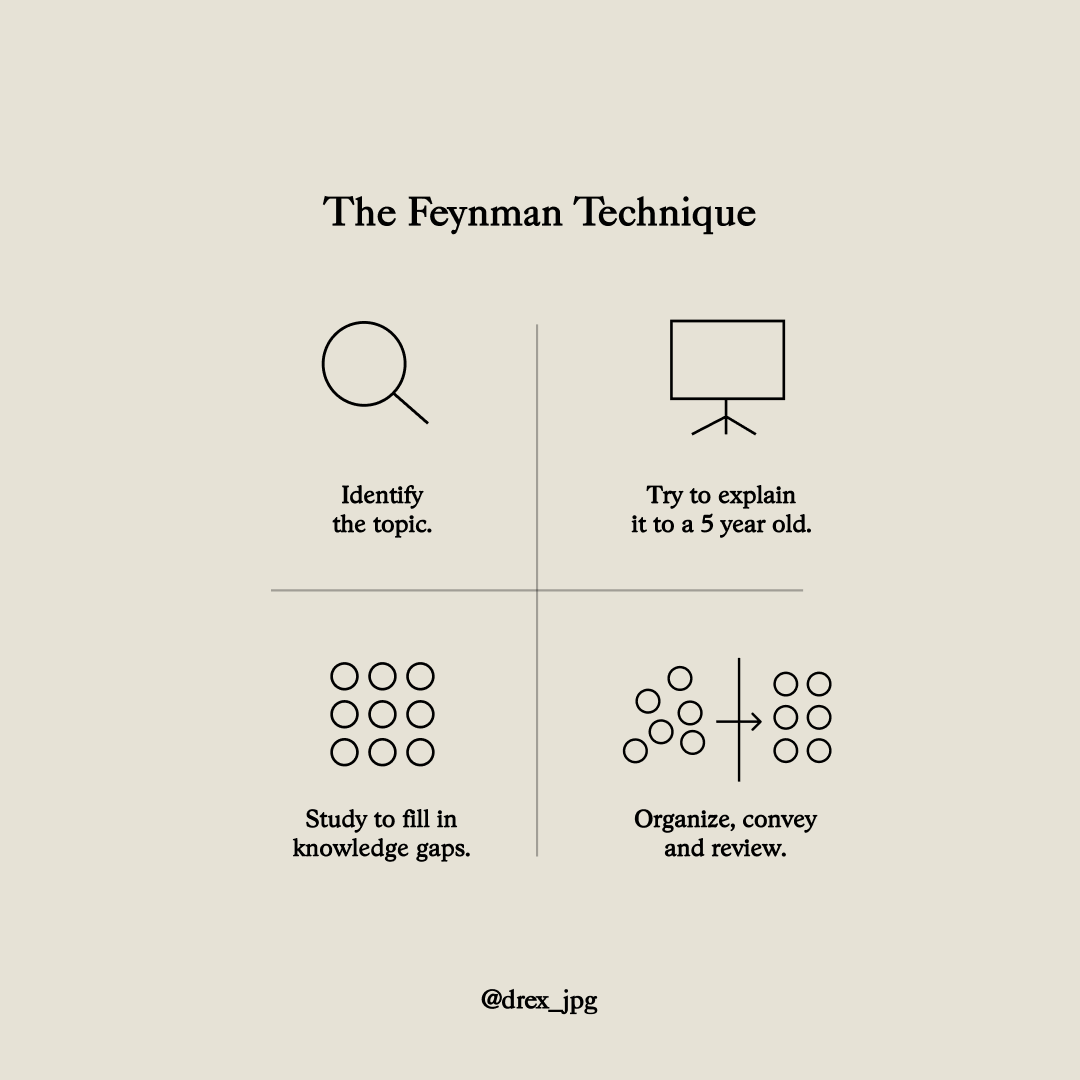 The Feynman Technique
Identify
the topic.
Try to explain
it to a 5 year old.
Study to fill in
knowledge gaps.
Organize, convey
and review.
@drex_jpg